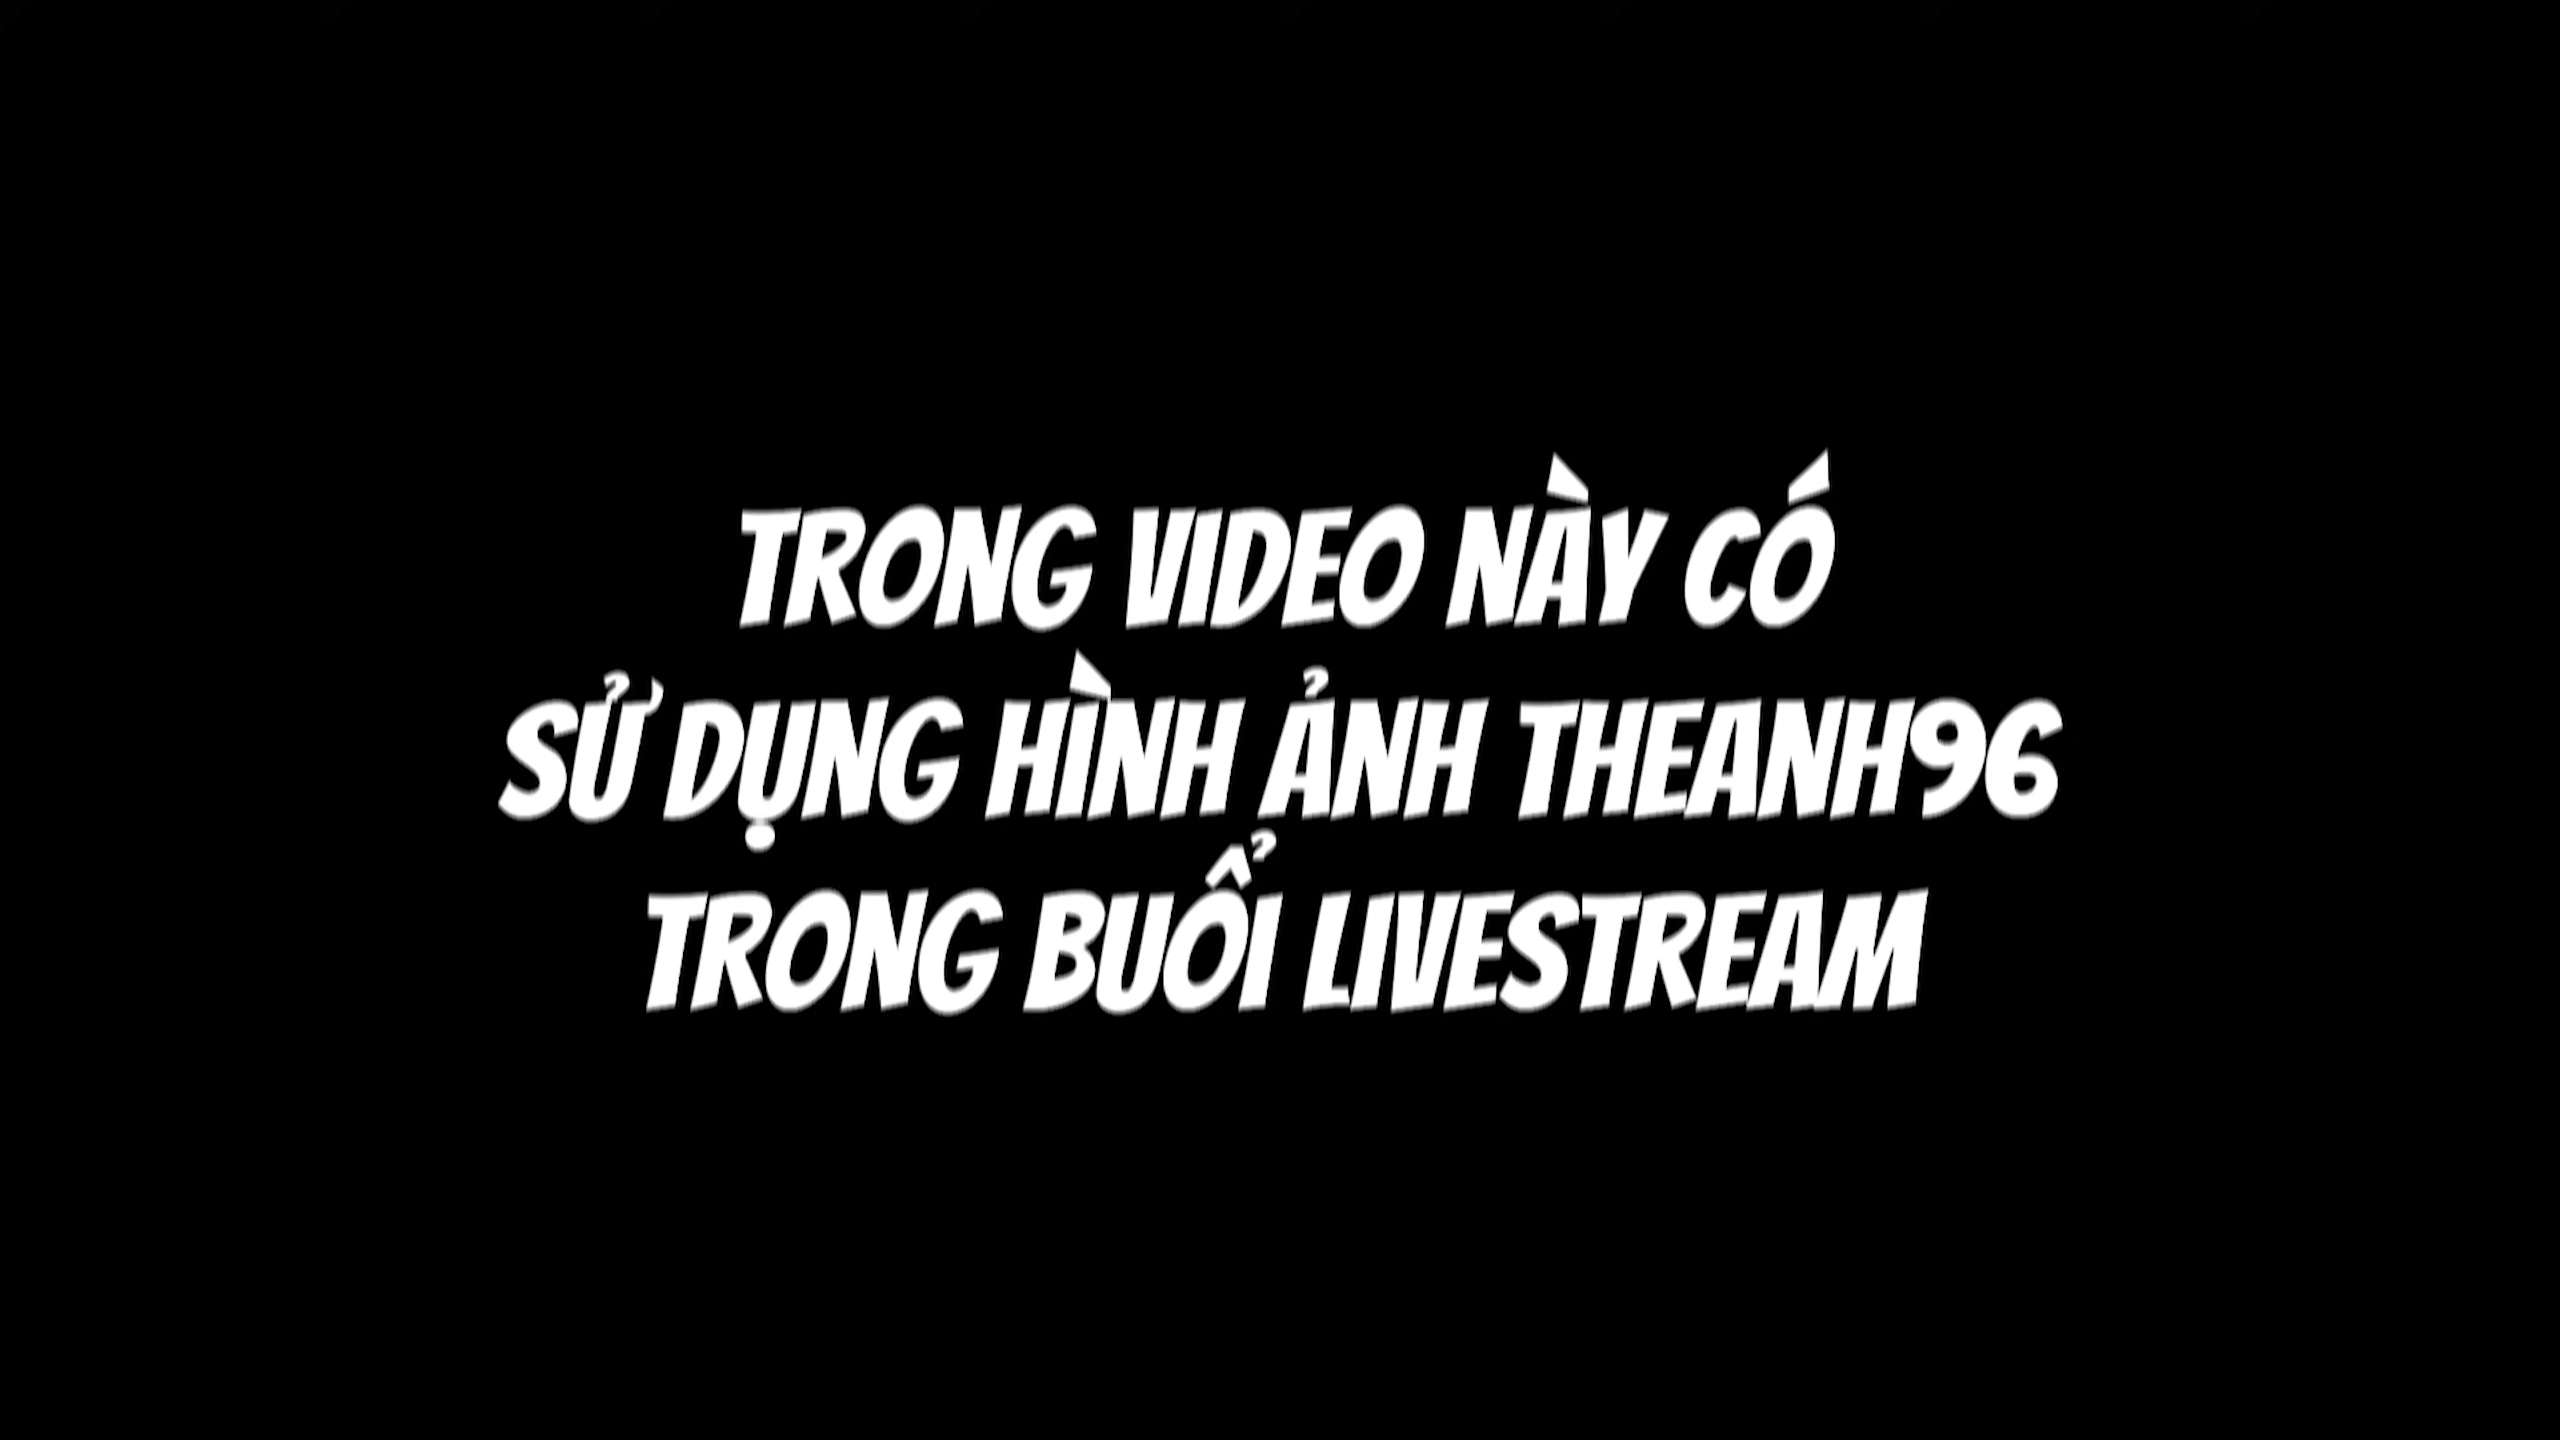 TRONG VIDEO NÀY CÓ
SỬ DỤNG HÌNH ẢNH THEANH96
TRONG BUỔI LIVESTREAM